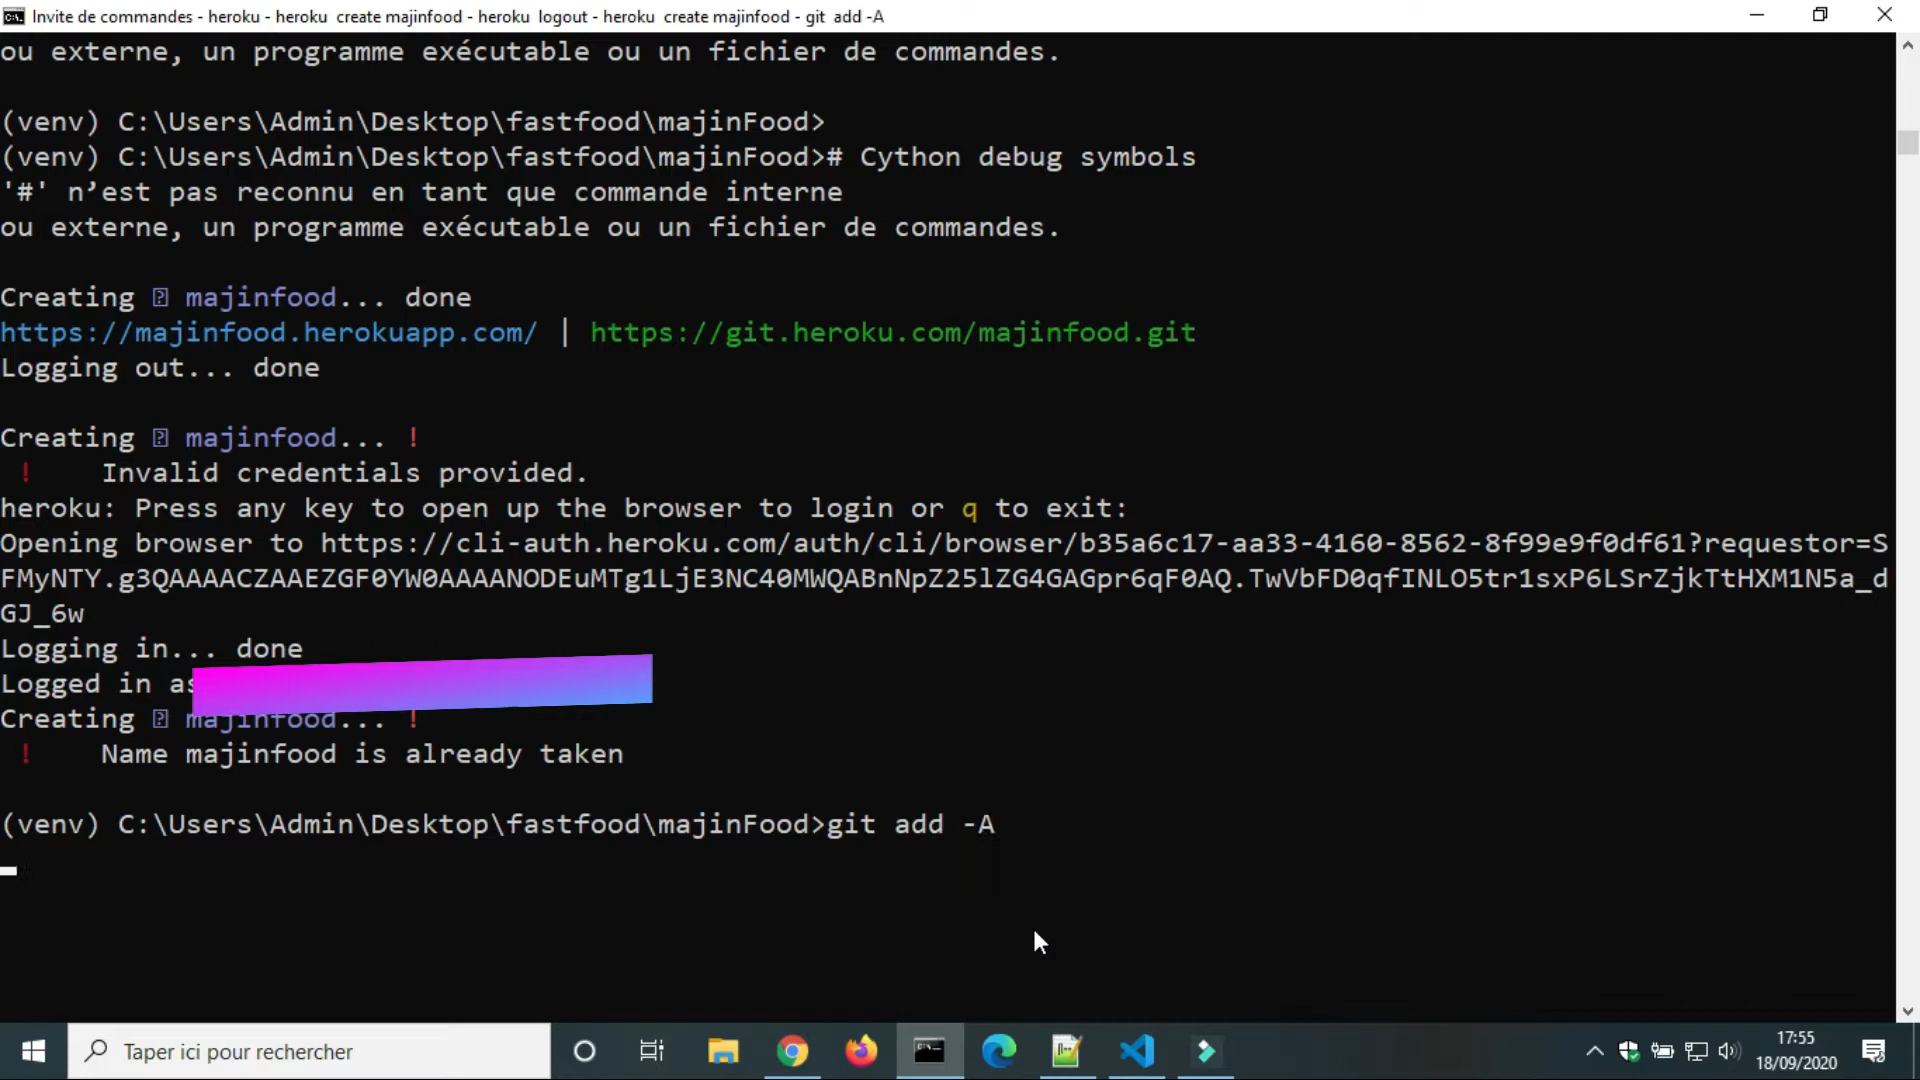 Invite de commandes - heroku - heroku  create majinfood - heroku  logout - heroku  create majinfood - git  add -A
ou externe, un programme exécutable ou un fichier de commandes.
(venv) C:\Users\Admin\Desktop\fastfood\majinFood>
(venv) C:\Users\Admin\Desktop\fastfood\majinFood># Cython debug symbols
'#' n’est pas reconnu en tant que commande interne
ou externe, un programme exécutable ou un fichier de commandes.
Creating majinfood... done
https://majinfood.herokuapp.com/ | https://git.heroku.com/majinfood.git
Logging out... done
Creating majinfood... !
!    Invalid credentials provided.
heroku: Press any key to open up the browser to login or q to exit:
Opening browser to https://cli-auth.heroku.com/auth/cli/browser/b35a6c17-aa33-4160-8562-8f99e9f0df61?requestor=S
FMyNTY.g3QAAAACZAAEZGF0YW0AAAANODEuMTg1LjE3NC40MWQABnNpZ25lZG4GAGpr6qF0AQ.TwVbFD0qfINLO5tr1sxP6LSrZjkTtHXM1N5a_d
GJ_6w
Logging in... done
Logged in as
Creating majinfood... !
!    Name majinfood is already taken
(venv) C:\Users\Admin\Desktop\fastfood\majinFood>git add -A
Taper ici pour rechercher
17:55
18/09/2020